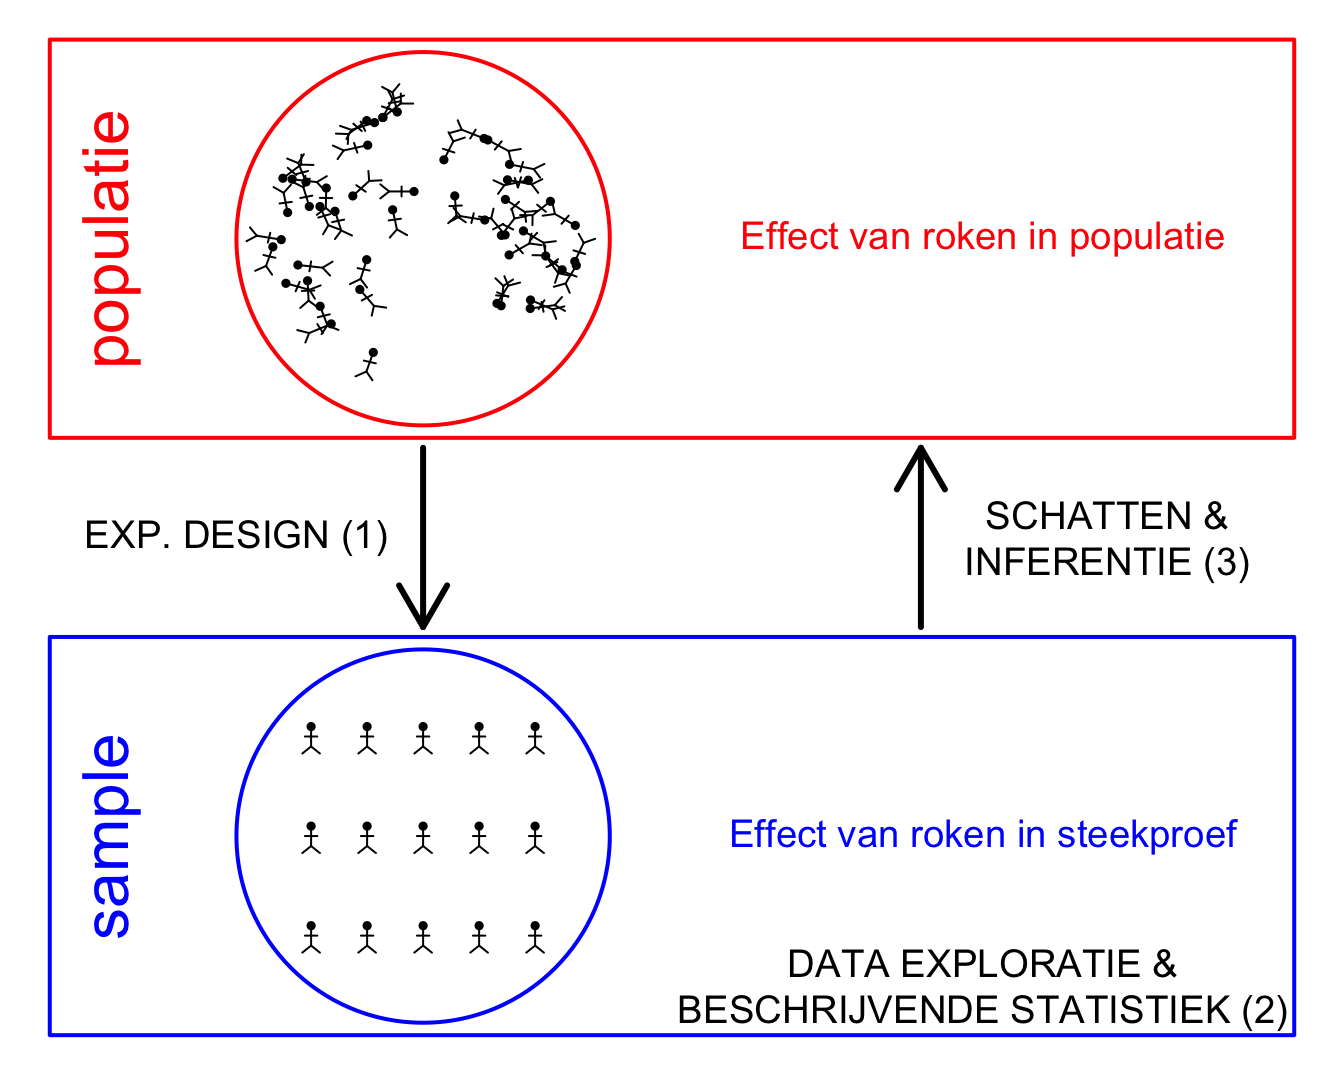 populatie
Effect van roken in populatie
EXP. DESIGN (1)
SCHATTEN &
INFERENTIE (3)
sample
Effect van roken in steekproef
DATA EXPLORATIE &
BESCHRIJVENDE STATISTIEK (2)